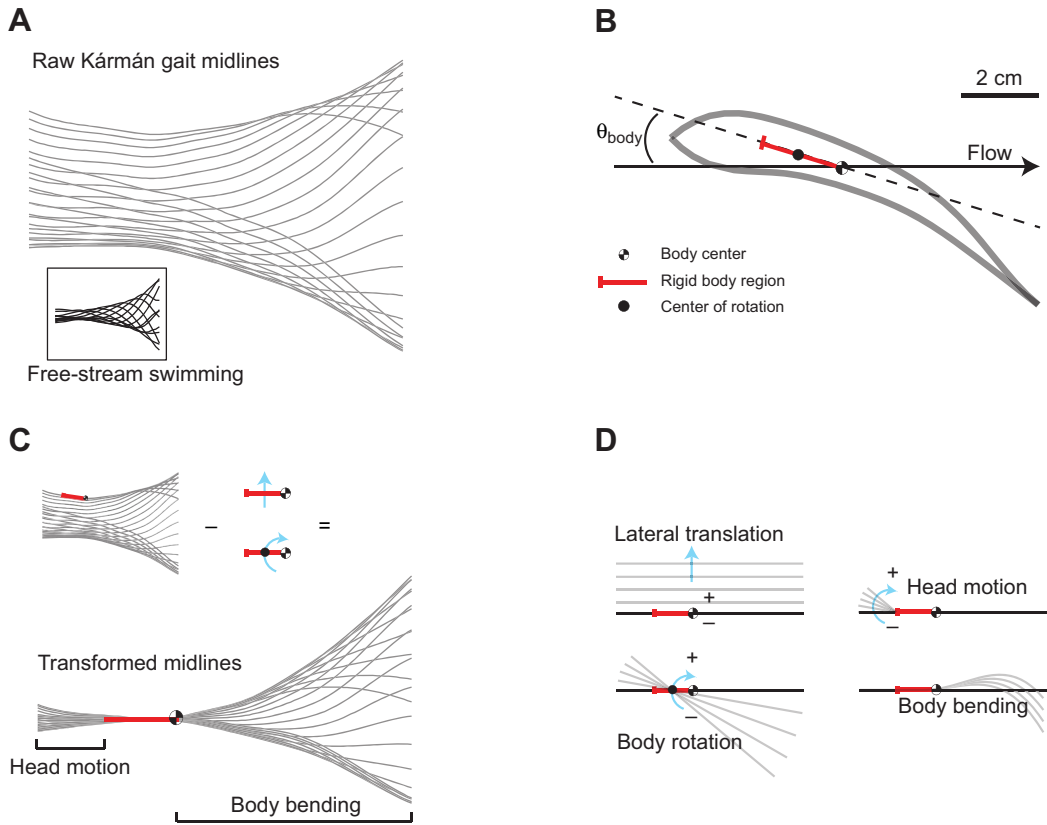 A
Raw Kármán gait midlines
Free-stream swimming
B
2 cm
θbody
Flow
Body center
Rigid body region
Center of rotation
C
–
=
Transformed midlines
Head motion
Body bending
D
Lateral translation
+
–
+
Head motion
–
+
–
Body rotation
Body bending